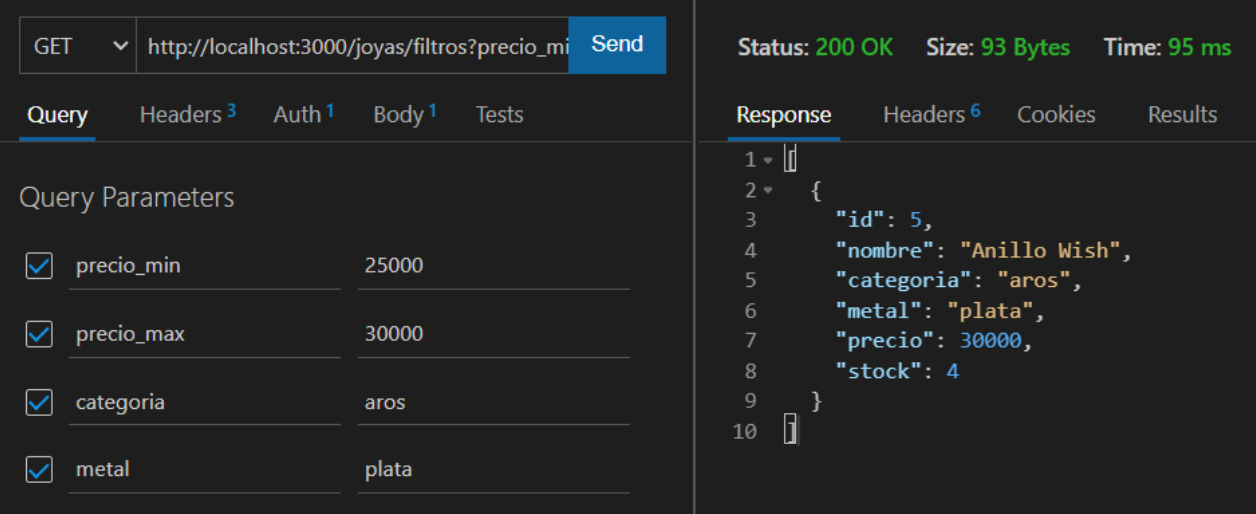 GET
http://localhost:3000/joyas/filtros?precio_mi
Send
Query Headers 3 Auth 1 Body 1 Tests
Query Parameters
precio_min 25000
precio_max 30000
categoria aros
metal plata
Status: 200 OK Size: 93 Bytes Time: 95 ms
Response Headers 6 Cookies Results
1 [
2 {
3 "id": 5,
4 "nombre": "Anillo Wish",
5 "categoria": "aros",
6 "metal": "plata",
7 "precio": 30000,
8 "stock": 4
9 }
10 ]